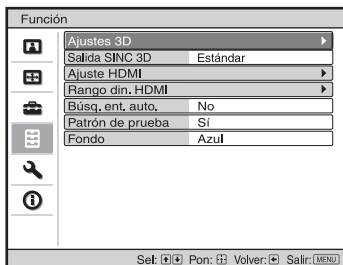 Función
Ajustes 3D
Salida SINC 3D Estándar
Ajuste HDMI
Rango din. HDMI
Búsq. ent. auto. No
Patrón de prueba Sí
Fondo Azul
Sel: Pon: Volver: Salir: MENU